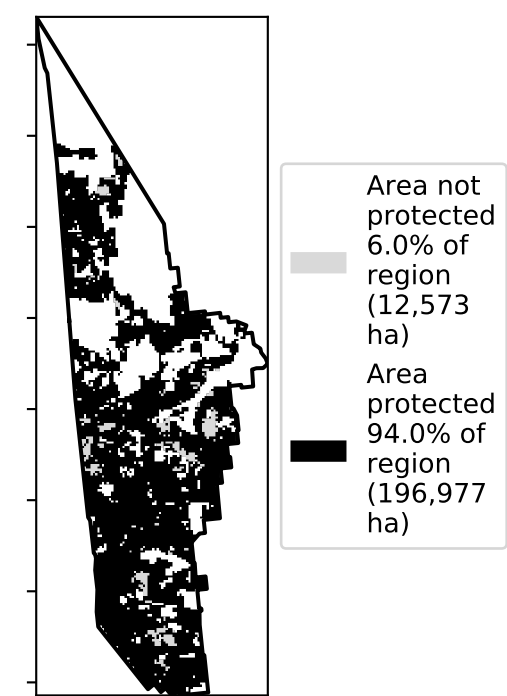 Area not
protected
6.0% of
region
(12,573
ha)
Area
protected
94.0% of
region
(196,977
ha)